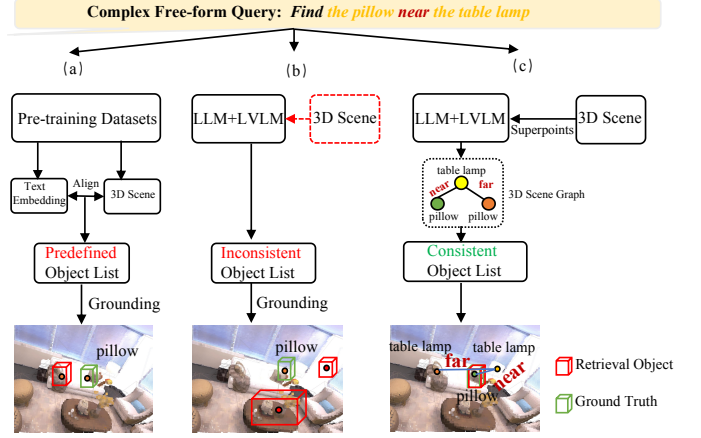 Complex Free-form Query: Find the pillow near the table lamp
(a)
(b)
(c)
Pre-training Datasets
Text
Embedding
Align
3D Scene
Predefined
Object List
Grounding
pillow
LLM+LVLM
3D Scene
Inconsistent
Object List
Grounding
pillow
LLM+LVLM
Superpoints
3D Scene
table lamp
near
far
pillow
pillow
3D Scene Graph
Consistent
Object List
table lamp
table lamp
far
near
pillow
Retrieval Object
Ground Truth